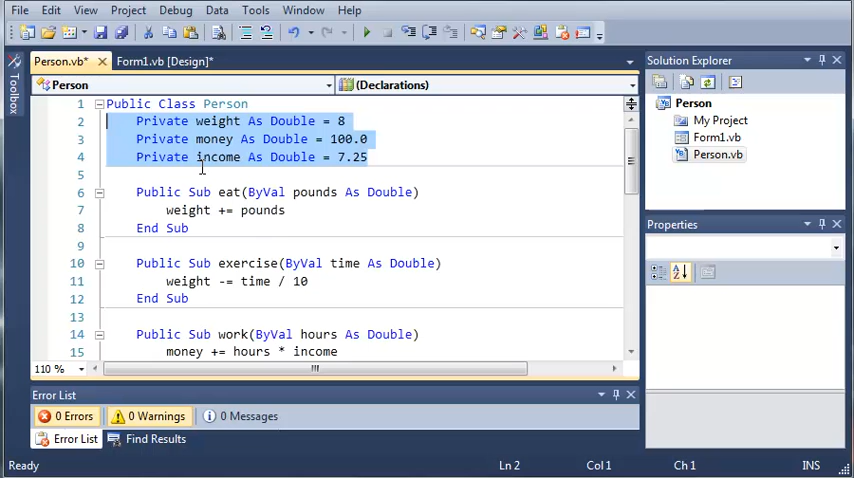 File Edit View Project Debug Data Tools Window Help
Person.vb* Form1.vb [Design]*
Person (Declarations)
Toolbox
1 Public Class Person
2 Private weight As Double = 8
3 Private money As Double = 100.0
4 Private income As Double = 7.25
5
6 Public Sub eat(ByVal pounds As Double)
7 weight += pounds
8 End Sub
9
10 Public Sub exercise(ByVal time As Double)
11 weight -= time / 10
12 End Sub
13
14 Public Sub work(ByVal hours As Double)
15 money += hours * income
110 %
Solution Explorer
Person
My Project
Form1.vb
Person.vb
Properties
Error List
0 Errors 0 Warnings 0 Messages
Error List Find Results
Ready Ln 2 Col 1 Ch 1 INS